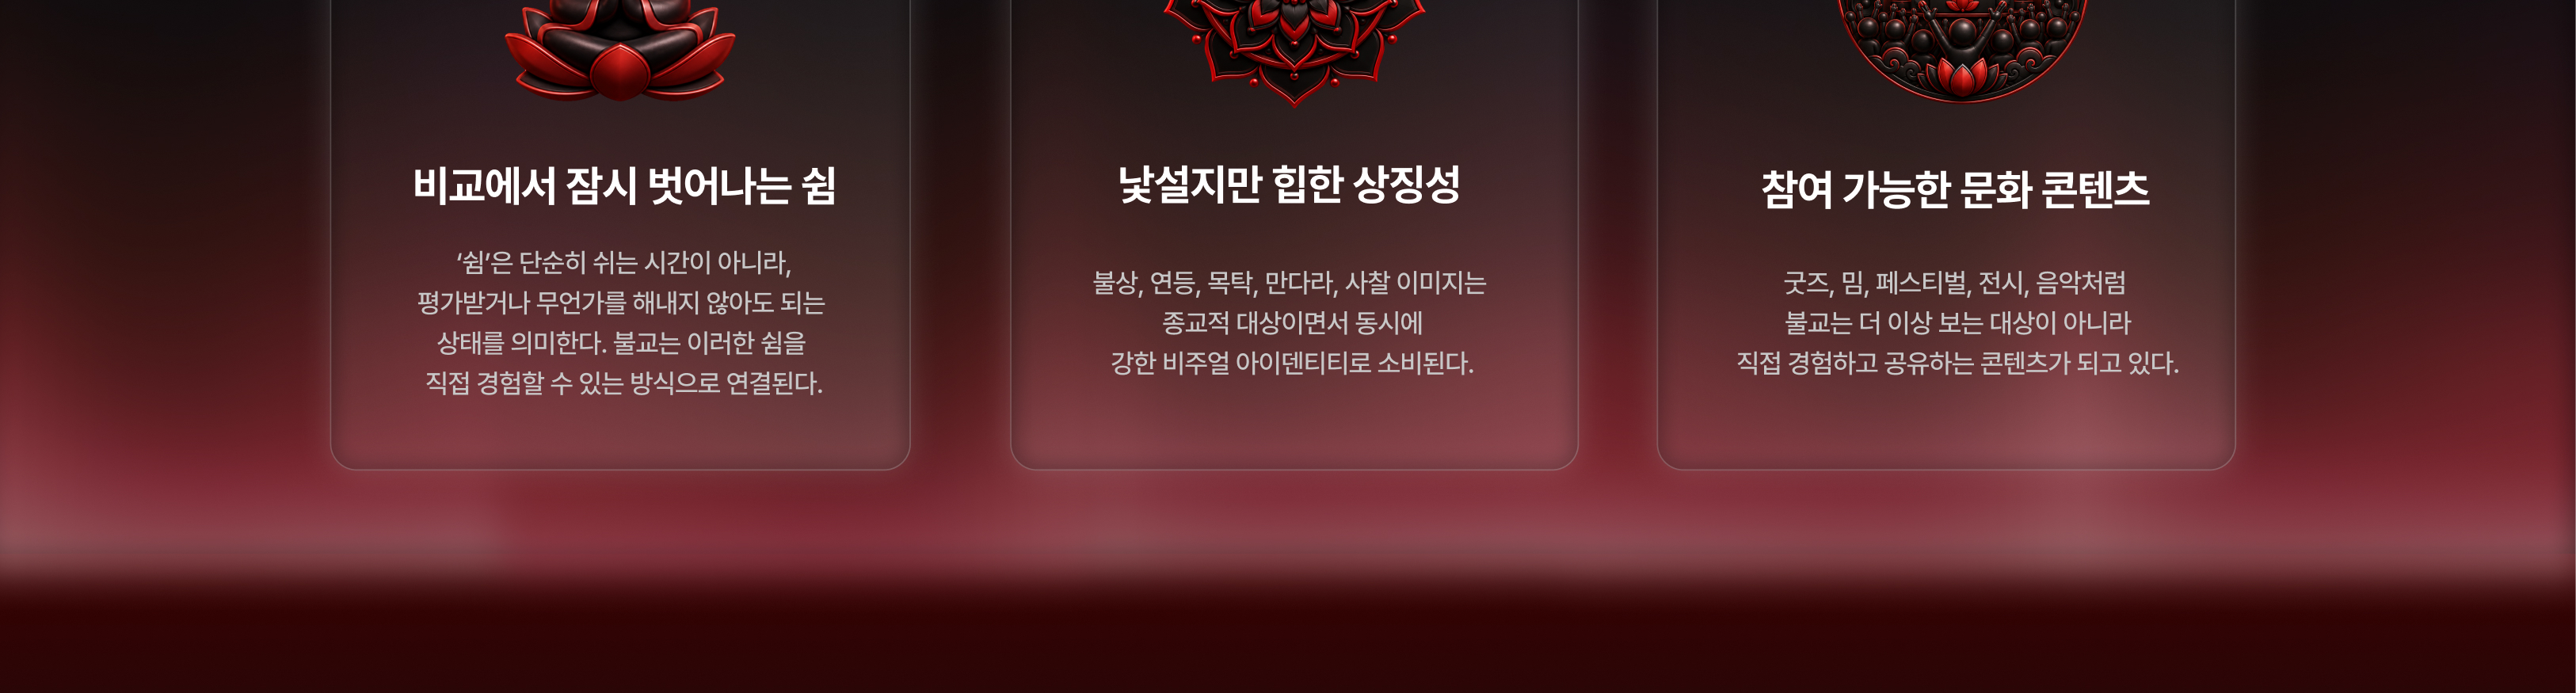 비교에서 잠시 벗어나는 쉼
‘쉼’은 단순히 쉬는 시간이 아니라,
평가받거나 무언가를 해내지 않아도 되는
상태를 의미한다. 불교는 이러한 쉼을
직접 경험할 수 있는 방식으로 연결된다.
낯설지만 힙한 상징성
불상, 연등, 목탁, 만다라, 사찰 이미지는
종교적 대상이면서 동시에
강한 비주얼 아이덴티티로 소비된다.
참여 가능한 문화 콘텐츠
굿즈, 밈, 페스티벌, 전시, 음악처럼
불교는 더 이상 보는 대상이 아니라
직접 경험하고 공유하는 콘텐츠가 되고 있다.